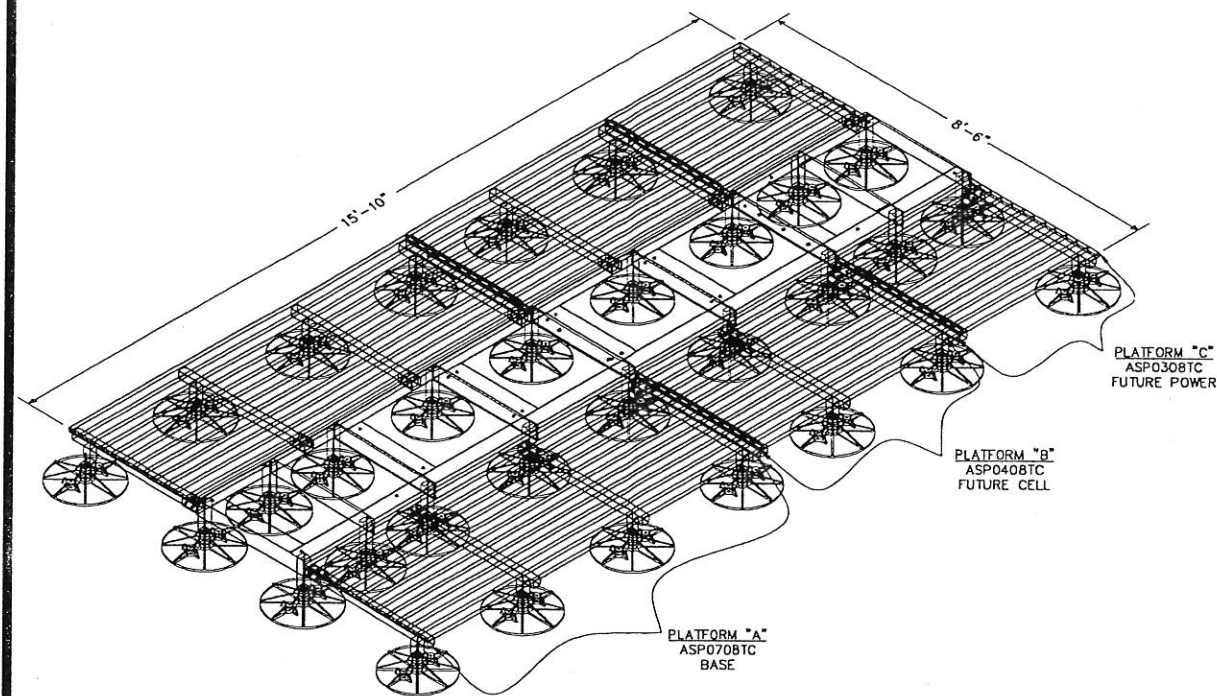 15'-10"
8'-6"
PLATFORM "C"
ASP0308TC
FUTURE POWER
PLATFORM "B"
ASP0408TC
FUTURE CELL
PLATFORM "A"
ASP0708TC
BASE